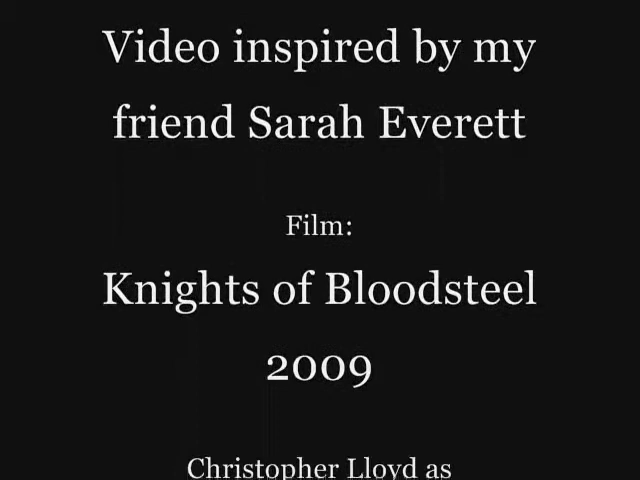 Video inspired by my
friend Sarah Everett
Film:
Knights of Bloodsteel
2009
Christopher Lloyd as